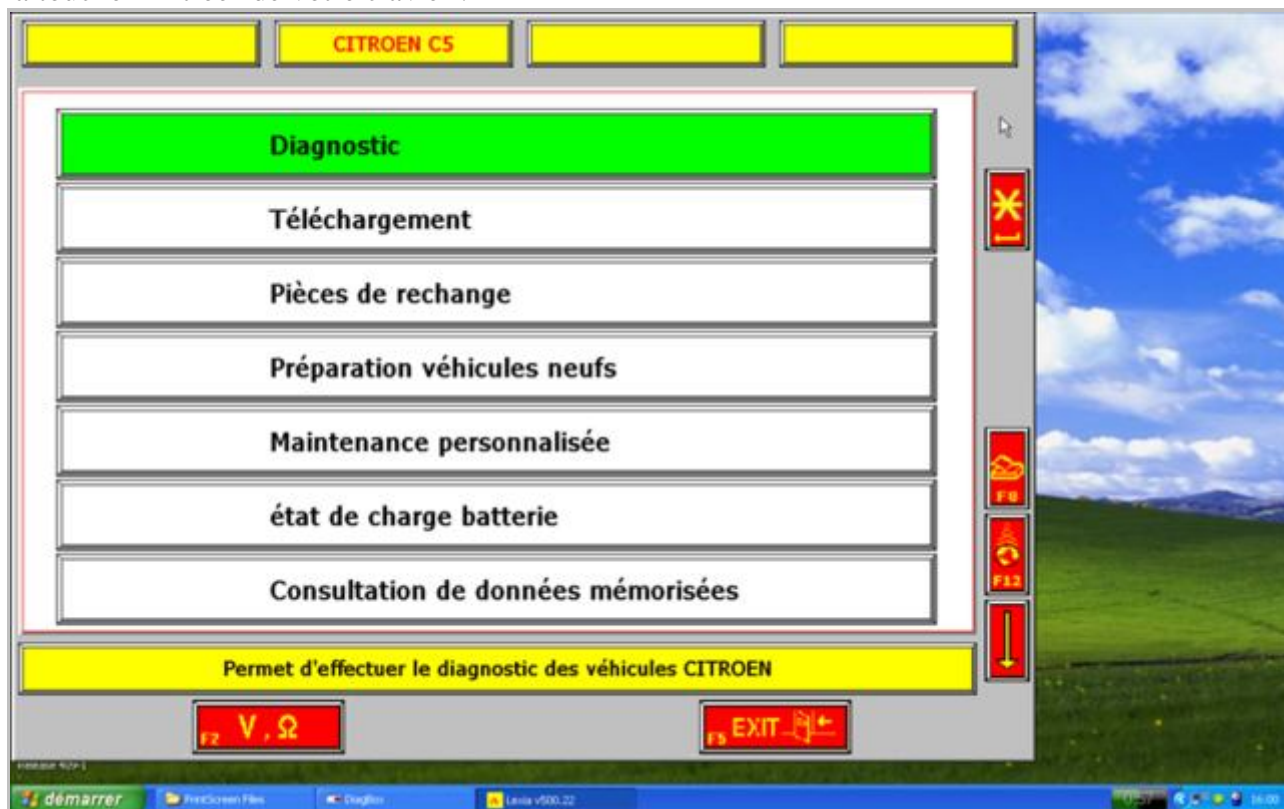 CITROEN C5
Diagnostic
Téléchargement
Pièces de rechange
Préparation véhicules neufs
Maintenance personnalisée
état de charge batterie
Consultation de données mémorisées
F8
F12
Permet d'effectuer le diagnostic des véhicules CITROEN
F2 V , Ω
F5 EXIT
démarrer
PrintScreen Files
DiagBox
Lexia v500.22
16:00